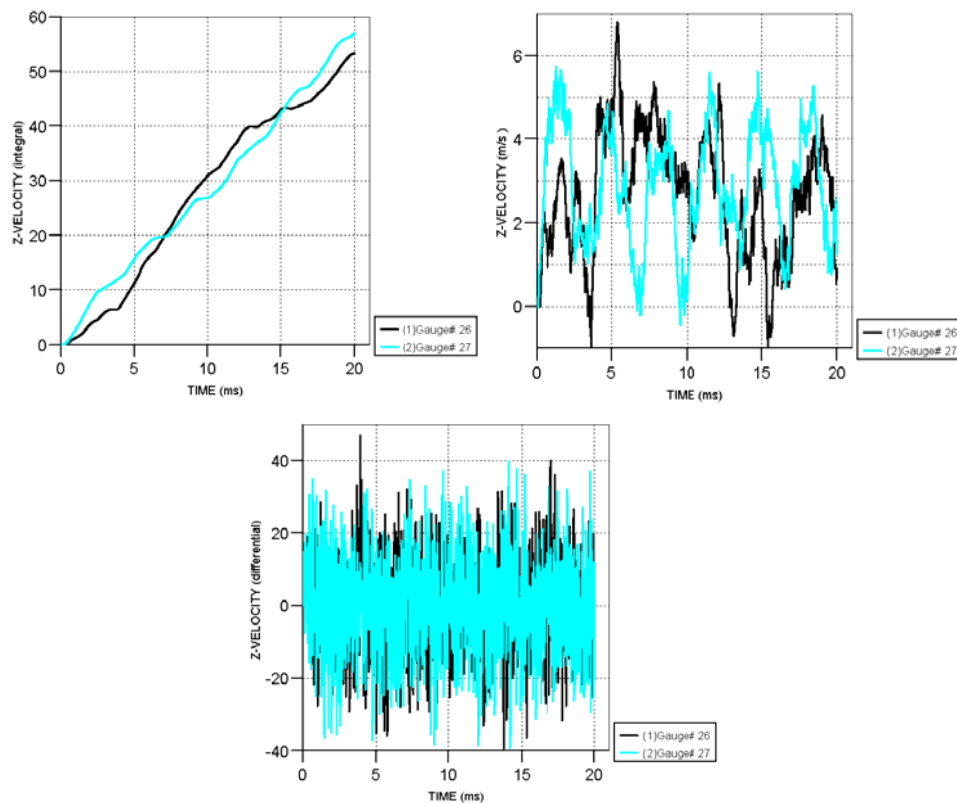 60
50
40
30
20
10
0
Z-VELOCITY (integral)
0 5 10 15 20
TIME (ms)
(1)Gauge# 26
(2)Gauge# 27
6
4
2
0
Z-VELOCITY (m/s)
0 5 10 15 20
TIME (ms)
(1)Gauge# 26
(2)Gauge# 27
40
20
0
-20
-40
Z-VELOCITY (differential)
0 5 10 15 20
TIME (ms)
(1)Gauge# 26
(2)Gauge# 27